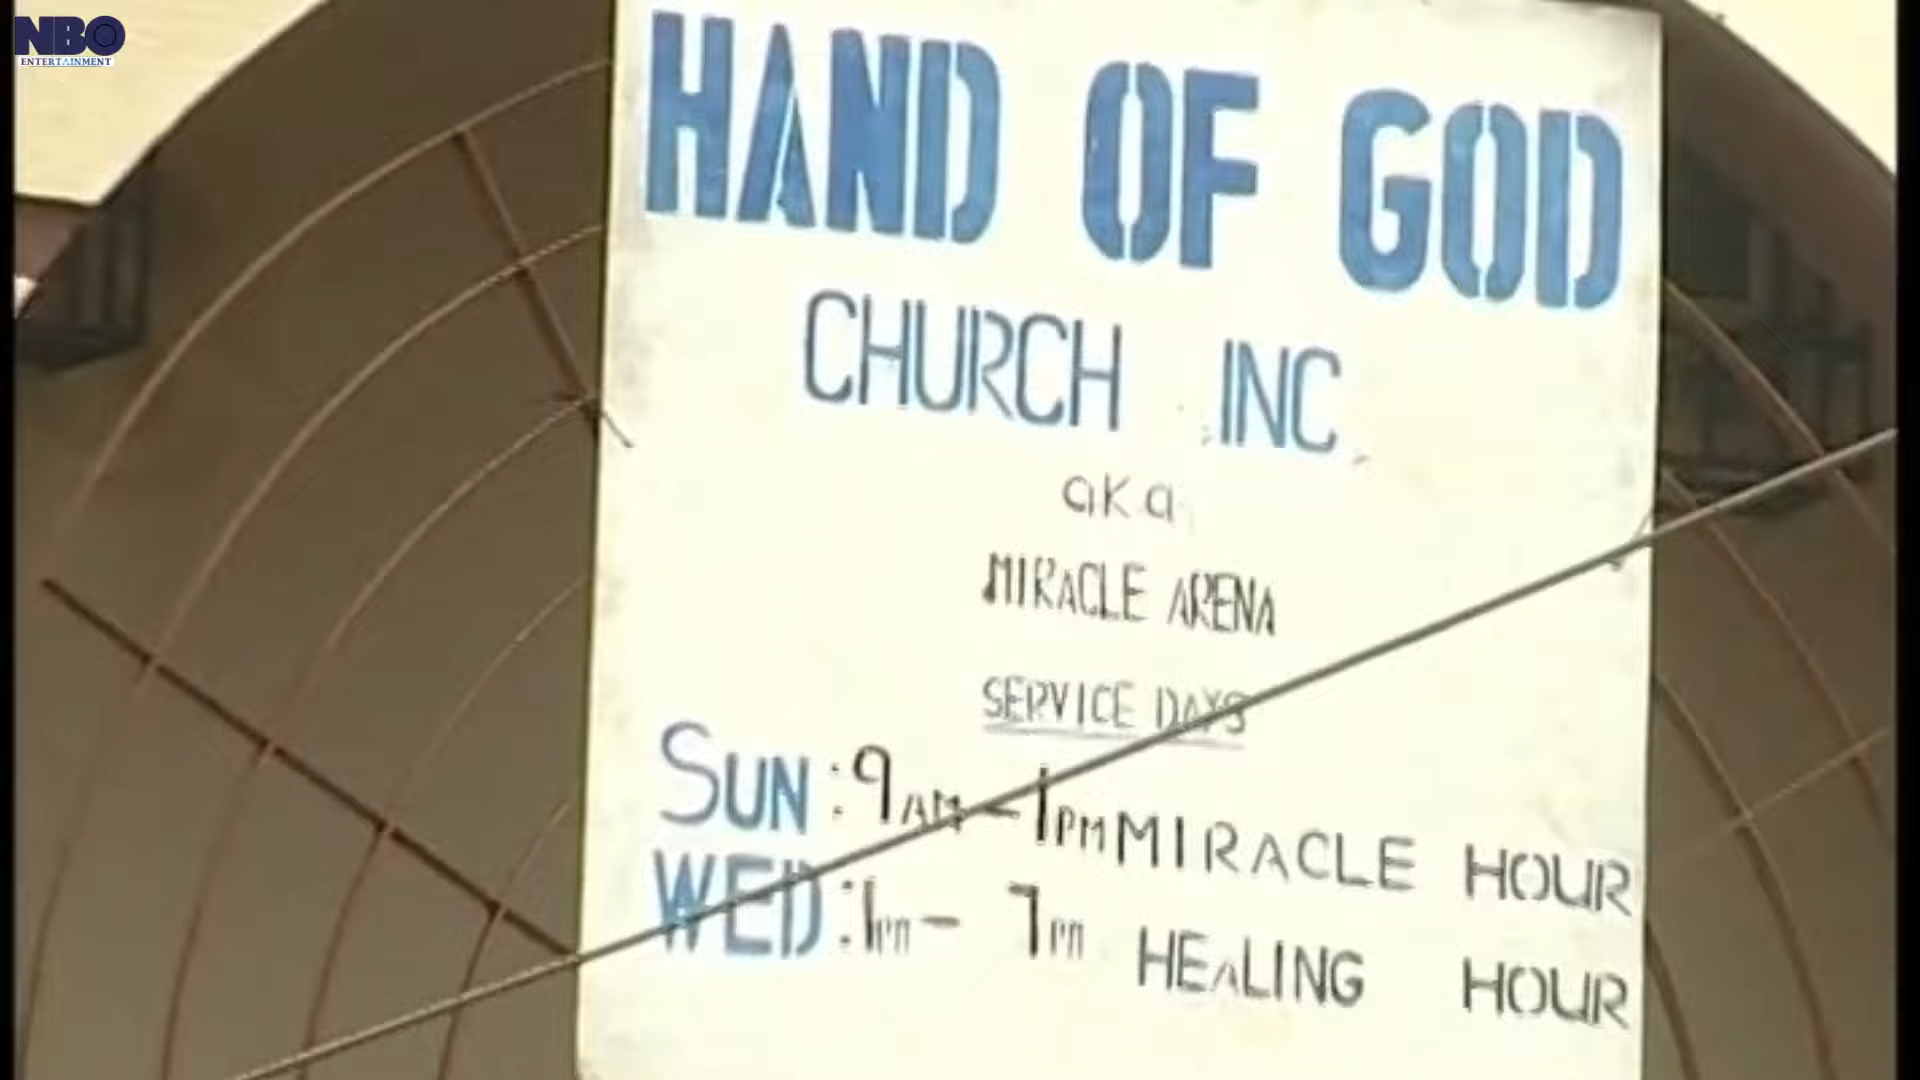 NBO
ENTERTAINMENT
HAND OF GOD
CHURCH INC
aka
MIRACLE ARENA
SERVICE DAYS
SUN: 9AM - 1PM MIRACLE HOUR
WED: 1PM - 7PM HEALING HOUR